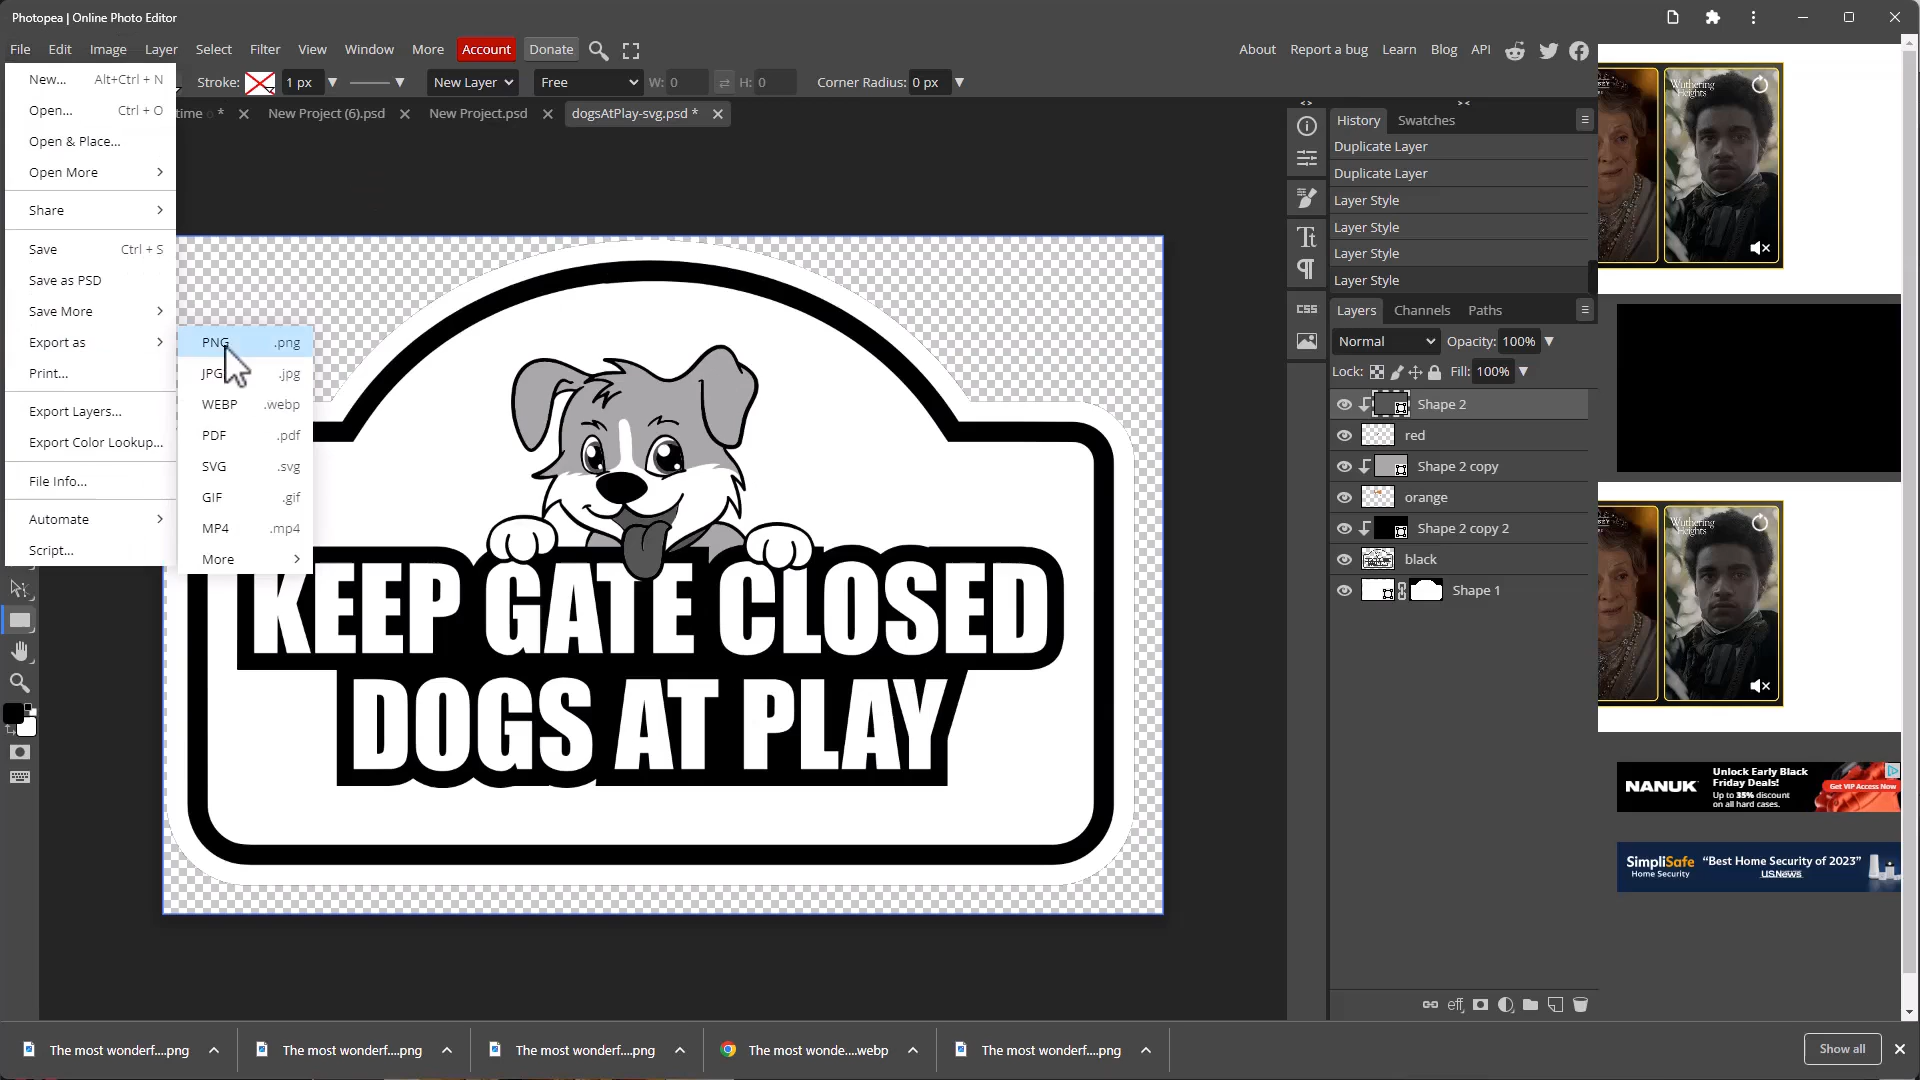 Photopea | Online Photo Editor
File Edit Image Layer Select Filter View Window More Account Donate
About Report a bug Learn Blog API
Stroke: 1 px New Layer Free W: 0 H: 0 Corner Radius: 0 px
time * New Project (6).psd New Project.psd dogsAtPlay-svg.psd *
New... Alt+Ctrl + N
Open... Ctrl + O
Open & Place...
Open More
Share
Save Ctrl + S
Save as PSD
Save More
Export as
Print...
Export Layers...
Export Color Lookup...
File Info...
Automate
Script...
PNG .png
JPG .jpg
WEBP .webp
PDF .pdf
SVG .svg
GIF .gif
MP4 .mp4
More
KEEP GATE CLOSED
DOGS AT PLAY
History Swatches
Duplicate Layer
Duplicate Layer
Layer Style
Layer Style
Layer Style
Layer Style
CSS
Layers Channels Paths
Normal Opacity: 100%
Lock: Fill: 100%
Shape 2
red
Shape 2 copy
orange
Shape 2 copy 2
black
Shape 1
eff
Wuthering Heights
Wuthering Heights
NANUK
Unlock Early Black
Friday Deals!
Up to 35% discount
on all hard cases.
Get VIP Access Now
SimpliSafe
Home Security
“Best Home Security of 2023”
U.S.News
The most wonderf....png
The most wonderf....png
The most wonderf....png
The most wonde....webp
The most wonderf....png
Show all